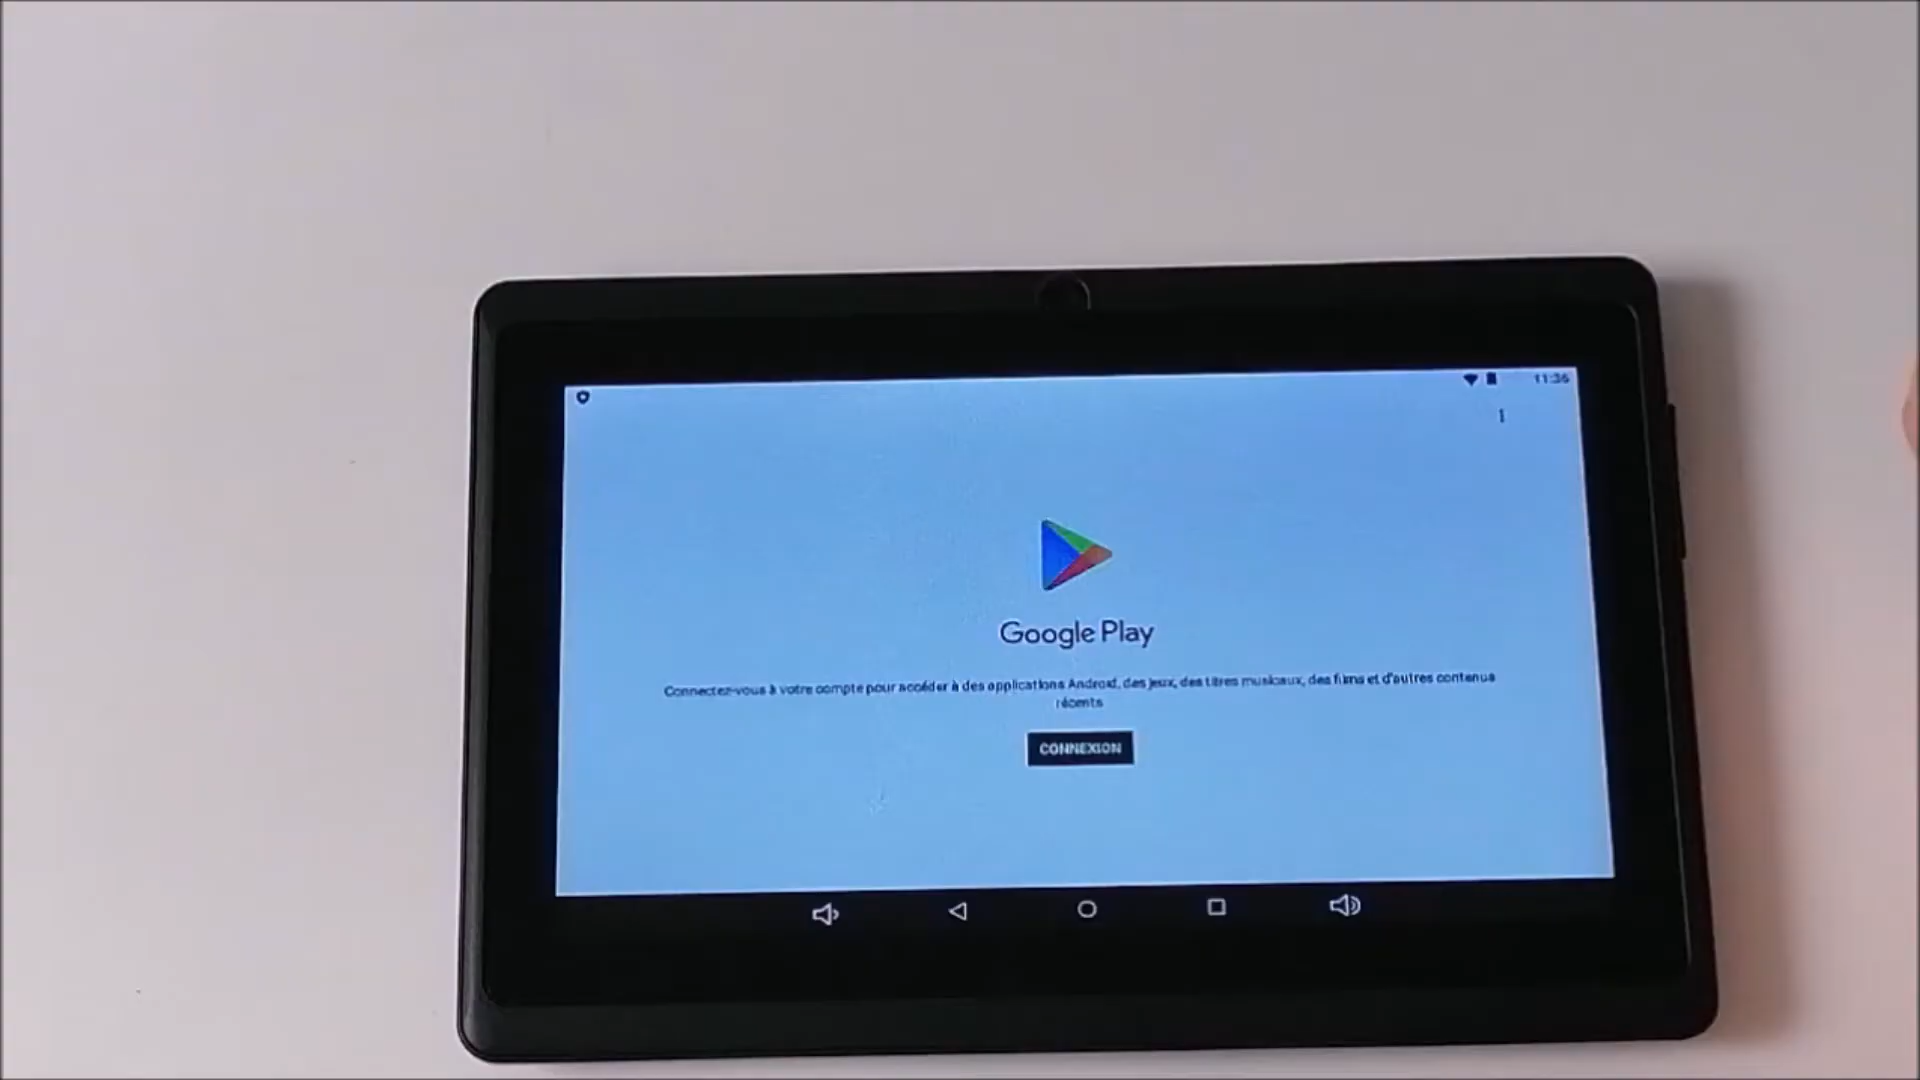 11:36
Google Play
Connectez-vous à votre compte pour accéder à des applications Android, des jeux, des titres musicaux, des films et d'autres contenus
récents
CONNEXION